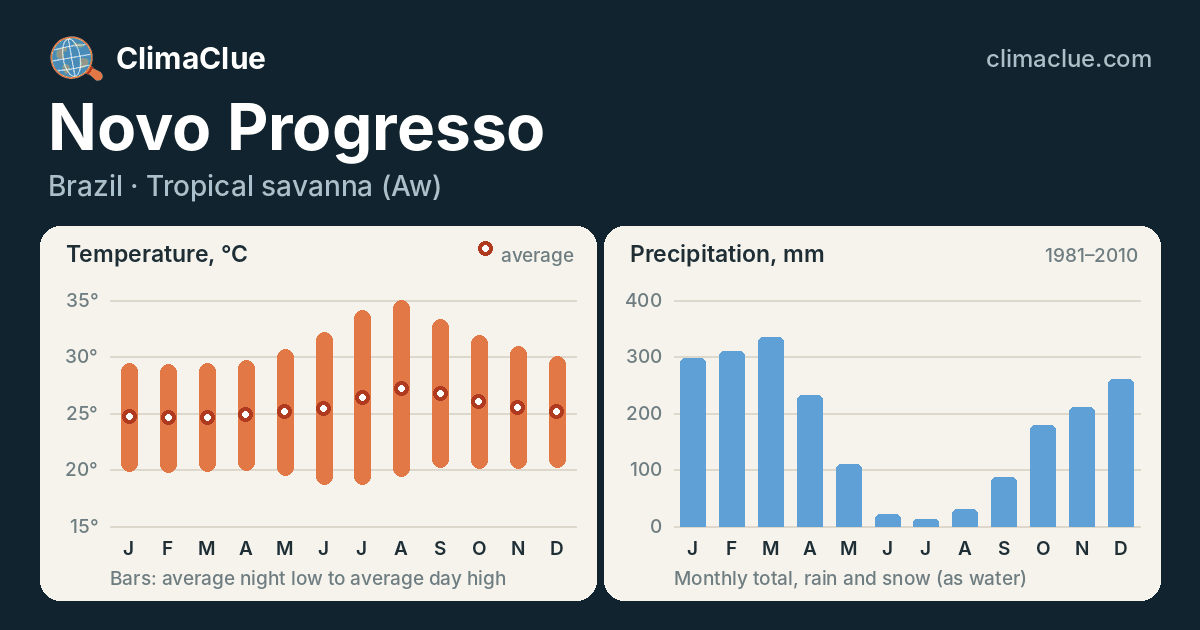 ClimaClue
climaclue.com
Novo Progresso
Brazil · Tropical savanna (Aw)
Temperature, °C
average
35°
30°
25°
20°
15°
J F M A M J J A S O N D
Bars: average night low to average day high
Precipitation, mm
1981–2010
400
300
200
100
0
J F M A M J J A S O N D
Monthly total, rain and snow (as water)